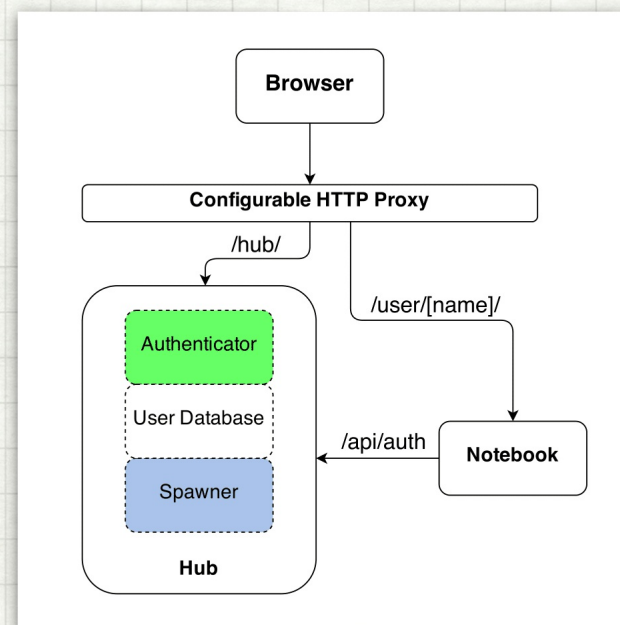 Browser
Configurable HTTP Proxy
/hub/
/user/[name]/
Authenticator
User Database
/api/auth
Notebook
Spawner
Hub